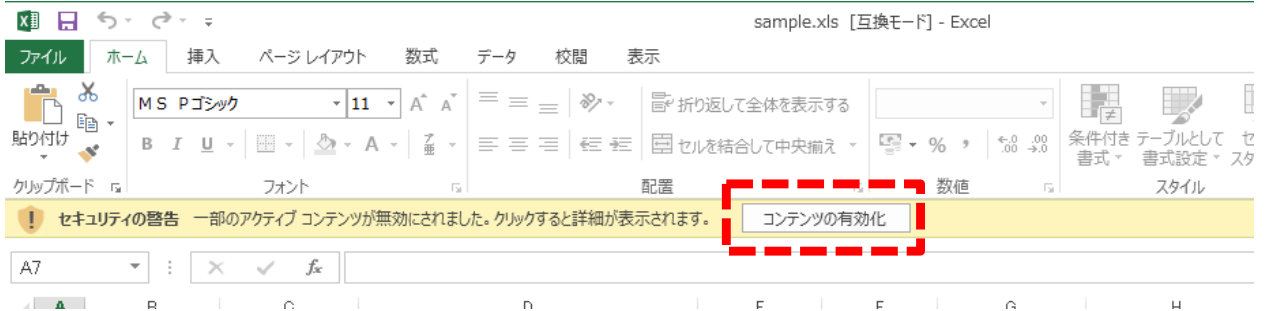 sample.xls [互換モード] - Excel
ファイル ホーム 挿入 ページ レイアウト 数式 データ 校閲 表示
ＭＳ Ｐゴシック 11 A A 折り返して全体を表示する
貼り付け B I U A セルを結合して中央揃え % , .0 .00 条件付き書式 テーブルとして書式設定 セ スタ
クリップボード フォント 配置 数値 スタイル
セキュリティの警告 一部のアクティブ コンテンツが無効にされました。クリックすると詳細が表示されます。 コンテンツの有効化
A7 fx
A B C D E F G H